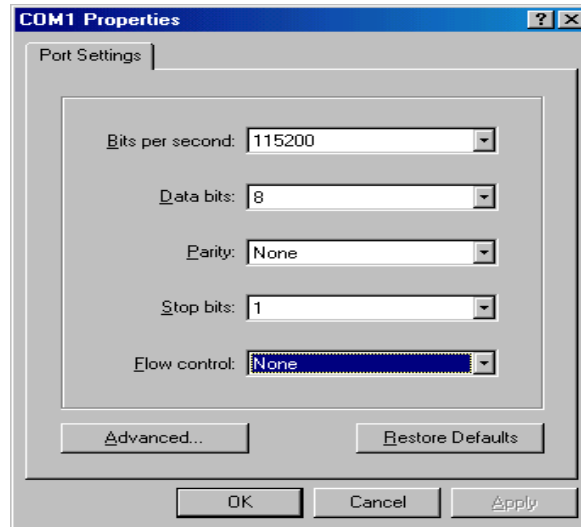 COM1 Properties
Port Settings
Bits per second: 115200
Data bits: 8
Parity: None
Stop bits: 1
Flow control: None
Advanced... Restore Defaults
OK Cancel Apply